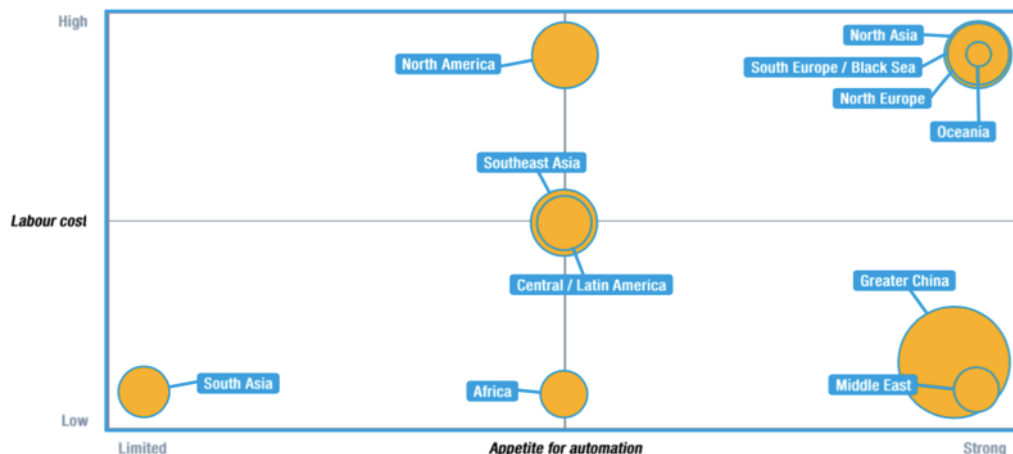 High
North Asia
North America
South Europe / Black Sea
North Europe
Oceania
Southeast Asia
Labour cost
Central / Latin America
Greater China
South Asia
Africa
Middle East
Low
Limited
Appetite for automation
Strong